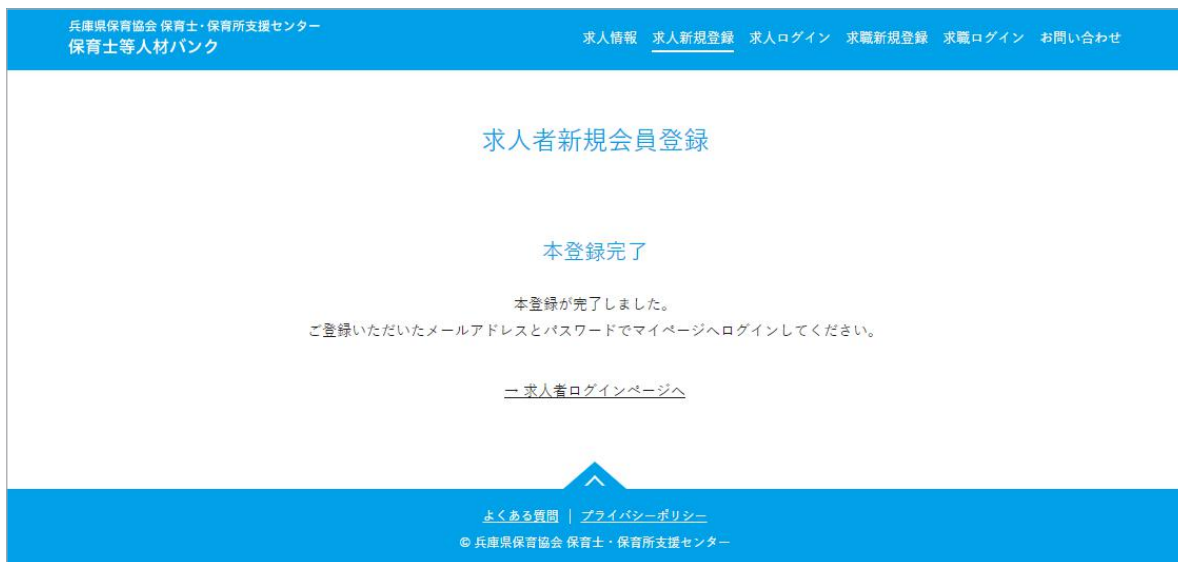 兵庫県保育協会 保育士・保育所支援センター
保育士等人材バンク
求人情報 求人新規登録 求人ログイン 求職新規登録 求職ログイン お問い合わせ
求人者新規会員登録
本登録完了
本登録が完了しました。
ご登録いただいたメールアドレスとパスワードでマイページへログインしてください。
→ 求人者ログインページへ
よくある質問 | プライバシーポリシー
© 兵庫県保育協会 保育士・保育所支援センター